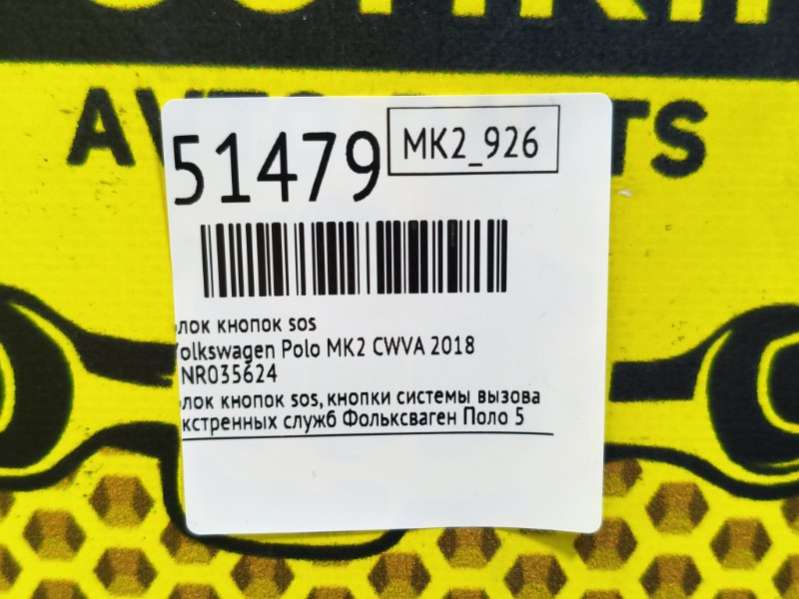 51479
MK2_926
лок кнопок sos
olkswagen Polo MK2 CWVA 2018
NR035624
лок кнопок sos, кнопки системы вызова
кстренных служб Фольксваген Поло 5